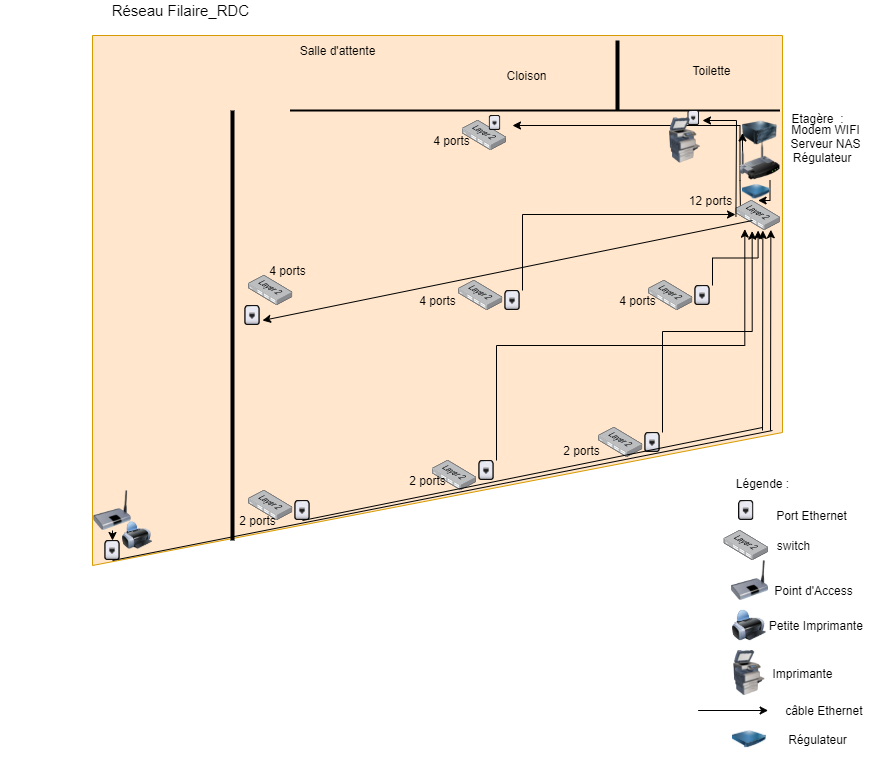 Réseau Filaire_RDC
Salle d'attente
Cloison
Toilette
Etagère :
Modem WIFI
Serveur NAS
Régulateur
Layer 2
4 ports
12 ports
Layer 2
4 ports
Layer 2
4 ports
Layer 2
4 ports
Layer 2
Layer 2
2 ports
Layer 2
2 ports
Layer 2
2 ports
Légende :
Port Ethernet
Layer 2
switch
Point d'Access
Petite Imprimante
Imprimante
câble Ethernet
Régulateur